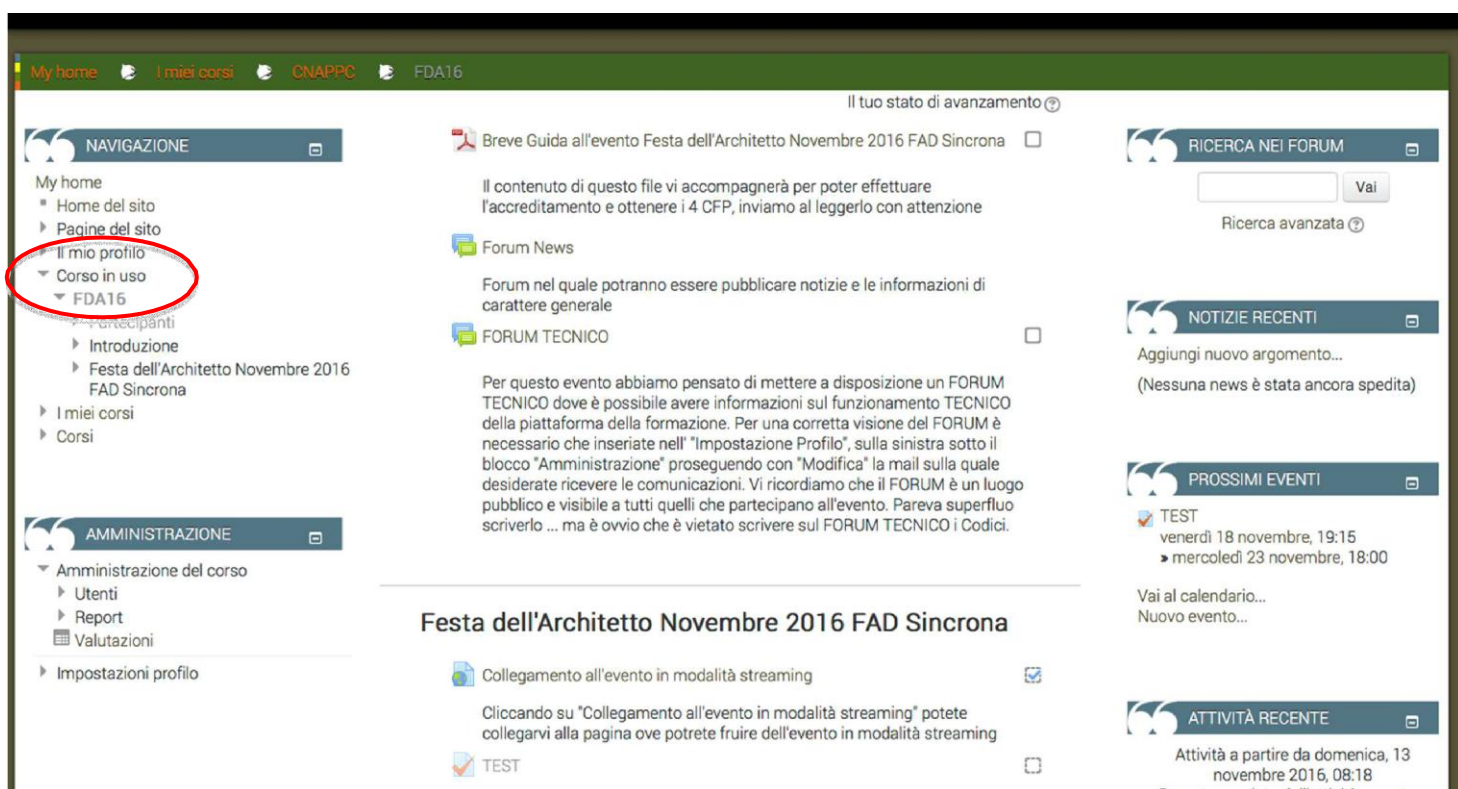 My home I miei corsi CNAPPC FDA16
Il tuo stato di avanzamento
NAVIGAZIONE
My home
Home del sito
Pagine del sito
Il mio profilo
Corso in uso
FDA16
Partecipanti
Introduzione
Festa dell'Architetto Novembre 2016
FAD Sincrona
I miei corsi
Corsi
AMMINISTRAZIONE
Amministrazione del corso
Utenti
Report
Valutazioni
Impostazioni profilo
Breve Guida all'evento Festa dell'Architetto Novembre 2016 FAD Sincrona
Il contenuto di questo file vi accompagnerà per poter effettuare
l'accreditamento e ottenere i 4 CFP, inviamo al leggerlo con attenzione
Forum News
Forum nel quale potranno essere pubblicare notizie e le informazioni di
carattere generale
FORUM TECNICO
Per questo evento abbiamo pensato di mettere a disposizione un FORUM
TECNICO dove è possibile avere informazioni sul funzionamento TECNICO
della piattaforma della formazione. Per una corretta visione del FORUM è
necessario che inseriate nell' "Impostazione Profilo", sulla sinistra sotto il
blocco "Amministrazione" proseguendo con "Modifica" la mail sulla quale
desiderate ricevere le comunicazioni. Vi ricordiamo che il FORUM è un luogo
pubblico e visibile a tutti quelli che partecipano all'evento. Pareva superfluo
scriverlo ... ma è ovvio che è vietato scrivere sul FORUM TECNICO i Codici.
Festa dell'Architetto Novembre 2016 FAD Sincrona
Collegamento all'evento in modalità streaming
Cliccando su "Collegamento all'evento in modalità streaming" potete
collegarvi alla pagina ove potrete fruire dell'evento in modalità streaming
TEST
RICERCA NEI FORUM
Vai
Ricerca avanzata
NOTIZIE RECENTI
Aggiungi nuovo argomento...
(Nessuna news è stata ancora spedita)
PROSSIMI EVENTI
TEST
venerdì 18 novembre, 19:15
» mercoledì 23 novembre, 18:00
Vai al calendario...
Nuovo evento...
ATTIVITÀ RECENTE
Attività a partire da domenica, 13
novembre 2016, 08:18